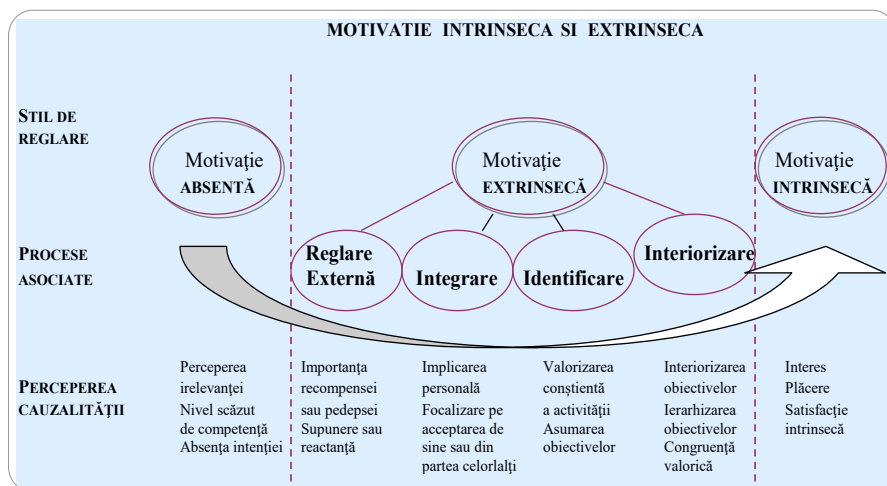 MOTIVATIE INTRINSECA SI EXTRINSECA
STIL DE
REGLARE
Motivaţie
ABSENTĂ
Motivaţie
EXTRINSECĂ
Motivaţie
INTRINSECĂ
PROCESE
ASOCIATE
Reglare
Externă
Integrare
Identificare
Interiorizare
PERCEPEREA
CAUZALITĂŢII
Perceperea
irelevanţei
Nivel scăzut
de competenţă
Absenţa intenţiei
Importanţa
recompensei
sau pedepsei
Supunere sau
reactanţă
Implicarea
personală
Focalizare pe
acceptarea de
sine sau din
partea celorlalţi
Valorizarea
conştientă
a activităţii
Asumarea
obiectivelor
Interiorizarea
obiectivelor
Ierarhizarea
obiectivelor
Congruenţă
valorică
Interes
Plăcere
Satisfacţie
intrinsecă